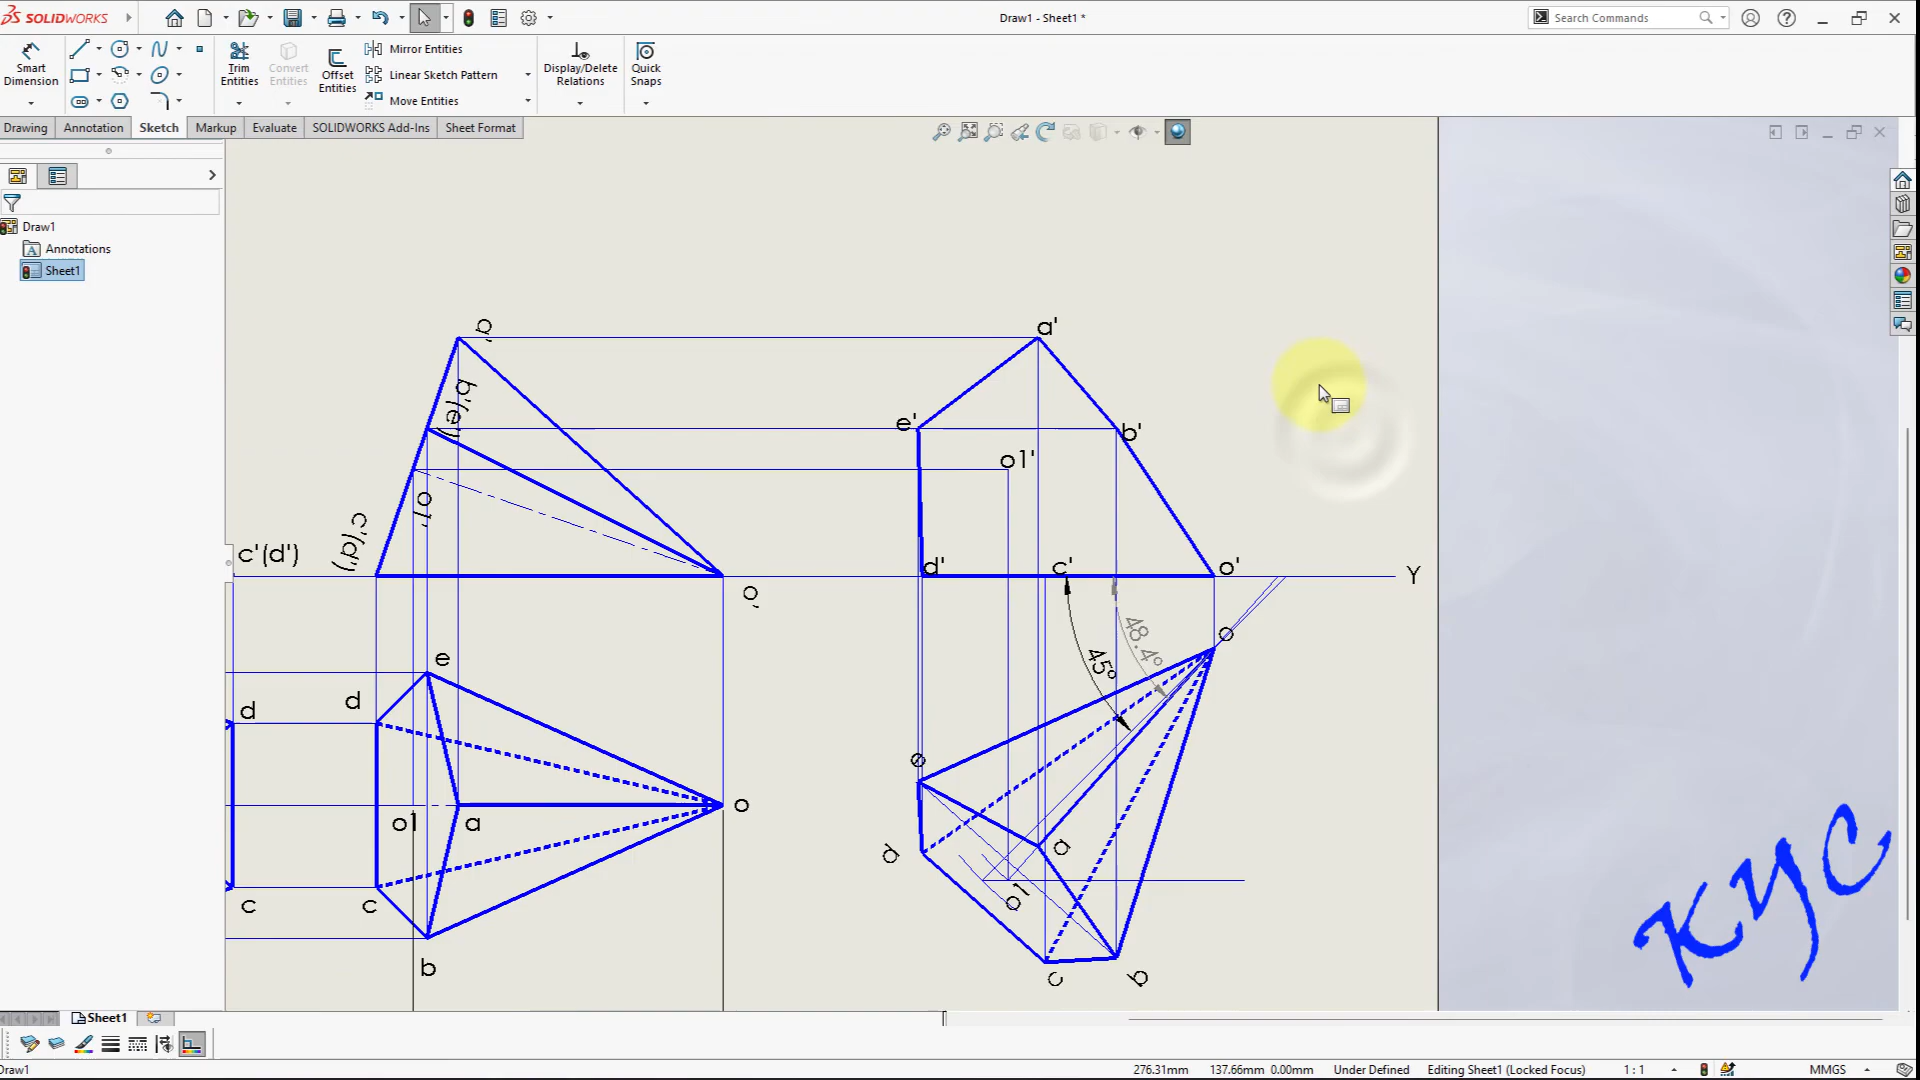 SOLIDWORKS
Draw1 - Sheet1 *
Search Commands
Smart Dimension
Trim Entities
Convert Entities
Offset Entities
Mirror Entities
Linear Sketch Pattern
Move Entities
Display/Delete Relations
Quick Snaps
Drawing
Annotation
Sketch
Markup
Evaluate
SOLIDWORKS Add-Ins
Sheet Format
Draw1
Annotations
Sheet1
a'
a'
b'(e')
e'
b'
o1'
o1'
c'(d')
c'(d')
d'
c'
o'
Y
o'
o
48.4°
45°
e
d
d
e
o
o1
a
a
d
o1
c
c
b
c
b
KYC
Sheet1
Draw1
276.31mm
137.66mm
0.00mm
Under Defined
Editing Sheet1 (Locked Focus)
1 : 1
MMGS